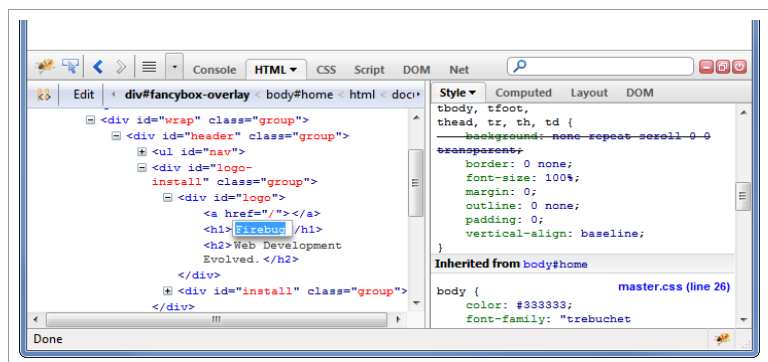 Console HTML CSS Script DOM Net
Edit div#fancybox-overlay < body#home < html < doc
<div id="wrap" class="group">
<div id="header" class="group">
<ul id="nav">
<div id="logo-
install" class="group">
<div id="logo">
<a href="/"></a>
<h1>Firebug/h1>
<h2>Web Development
Evolved.</h2>
</div>
<div id="install" class="group">
</div>
Style Computed Layout DOM
tbody, tfoot,
thead, tr, th, td {
background: none repeat scroll 0 0
transparent;
border: 0 none;
font-size: 100%;
margin: 0;
outline: 0 none;
padding: 0;
vertical-align: baseline;
}
Inherited from body#home
master.css (line 26)
body {
color: #333333;
font-family: "trebuchet
Done